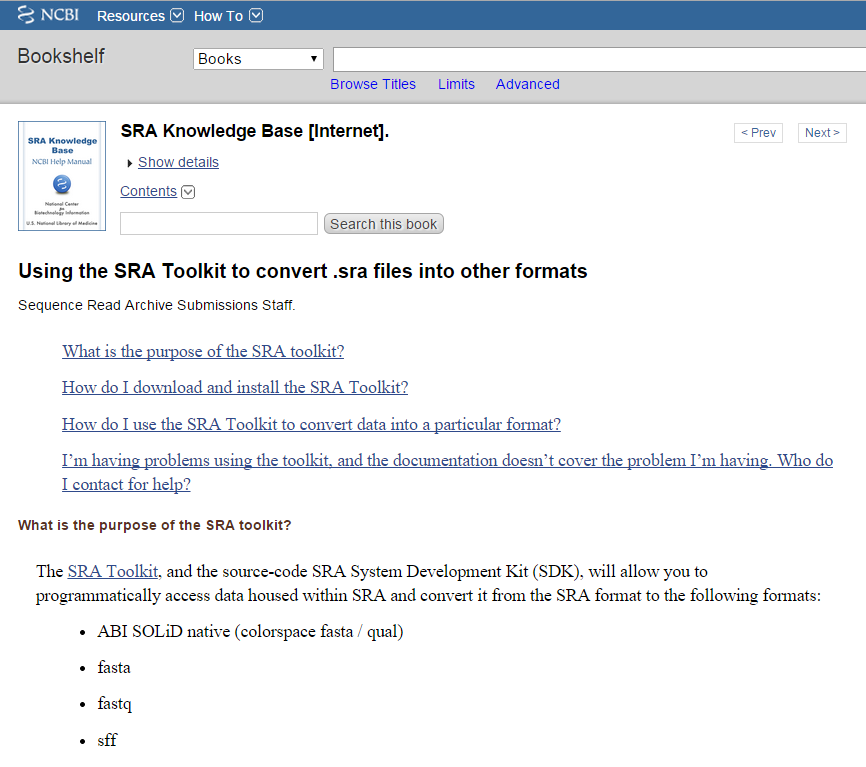 NCBI Resources How To
Bookshelf
Books
Browse Titles Limits Advanced
SRA Knowledge
Base
NCBI Help Manual
National Center
for
Biotechnology Information
U.S. National Library of Medicine
SRA Knowledge Base [Internet].
< Prev Next >
Show details
Contents
Search this book
Using the SRA Toolkit to convert .sra files into other formats
Sequence Read Archive Submissions Staff.
What is the purpose of the SRA toolkit?
How do I download and install the SRA Toolkit?
How do I use the SRA Toolkit to convert data into a particular format?
I’m having problems using the toolkit, and the documentation doesn’t cover the problem I’m having. Who do
I contact for help?
What is the purpose of the SRA toolkit?
The SRA Toolkit, and the source-code SRA System Development Kit (SDK), will allow you to
programmatically access data housed within SRA and convert it from the SRA format to the following formats:
• ABI SOLiD native (colorspace fasta / qual)
• fasta
• fastq
• sff